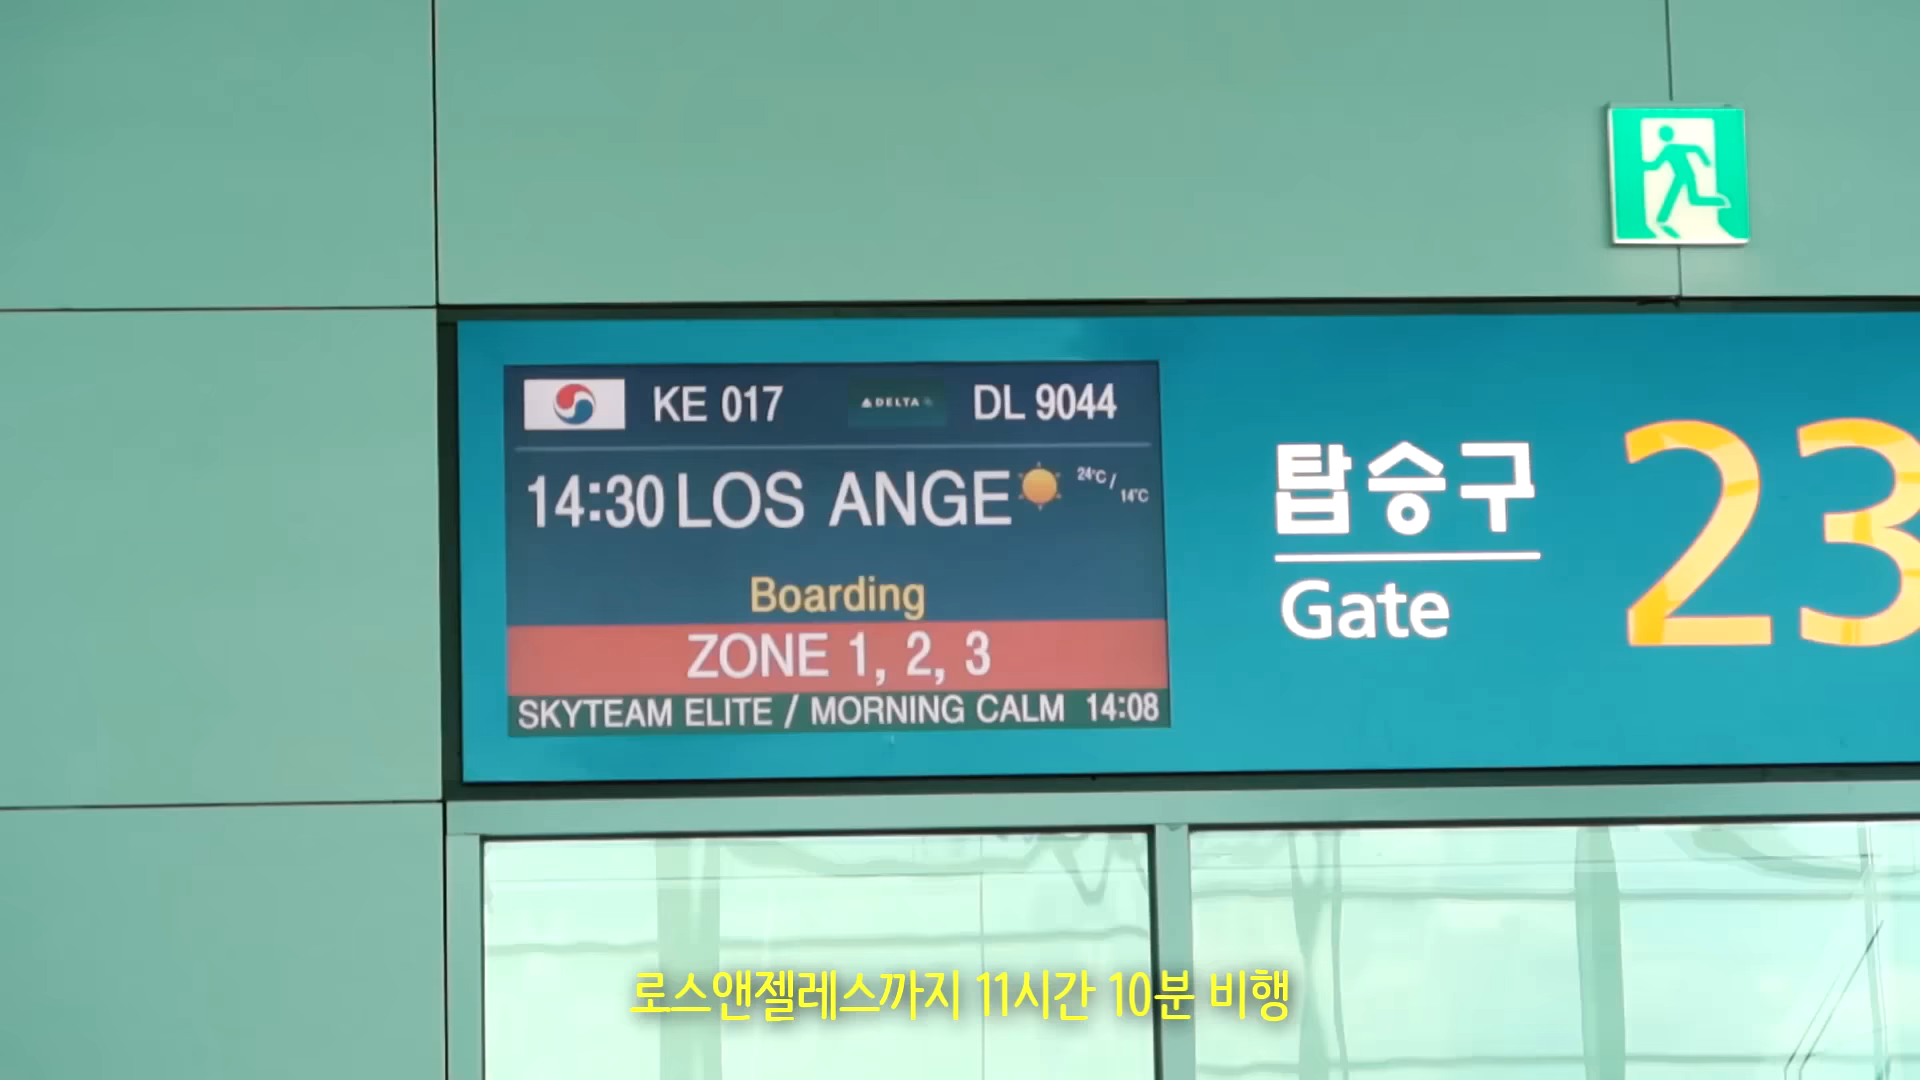 KE 017 DELTA DL 9044
14:30 LOS ANGE 24°C / 14°C
Boarding
ZONE 1, 2, 3
SKYTEAM ELITE / MORNING CALM 14:08
탑승구
Gate
23
로스앤젤레스까지 11시간 10분 비행